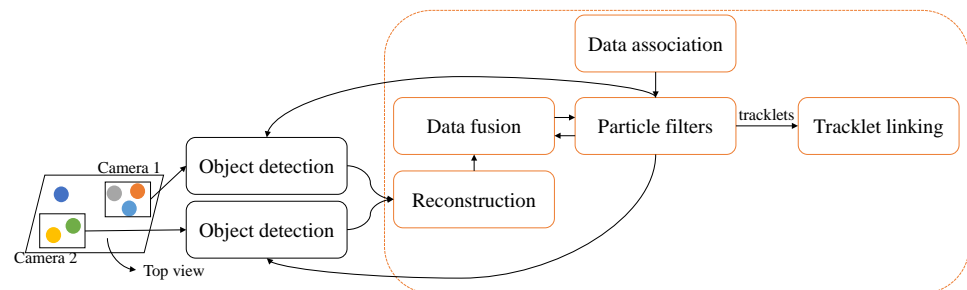 Data association
Data fusion
Particle filters
tracklets
Tracklet linking
Camera 1
Object detection
Reconstruction
Object detection
Camera 2
Top view